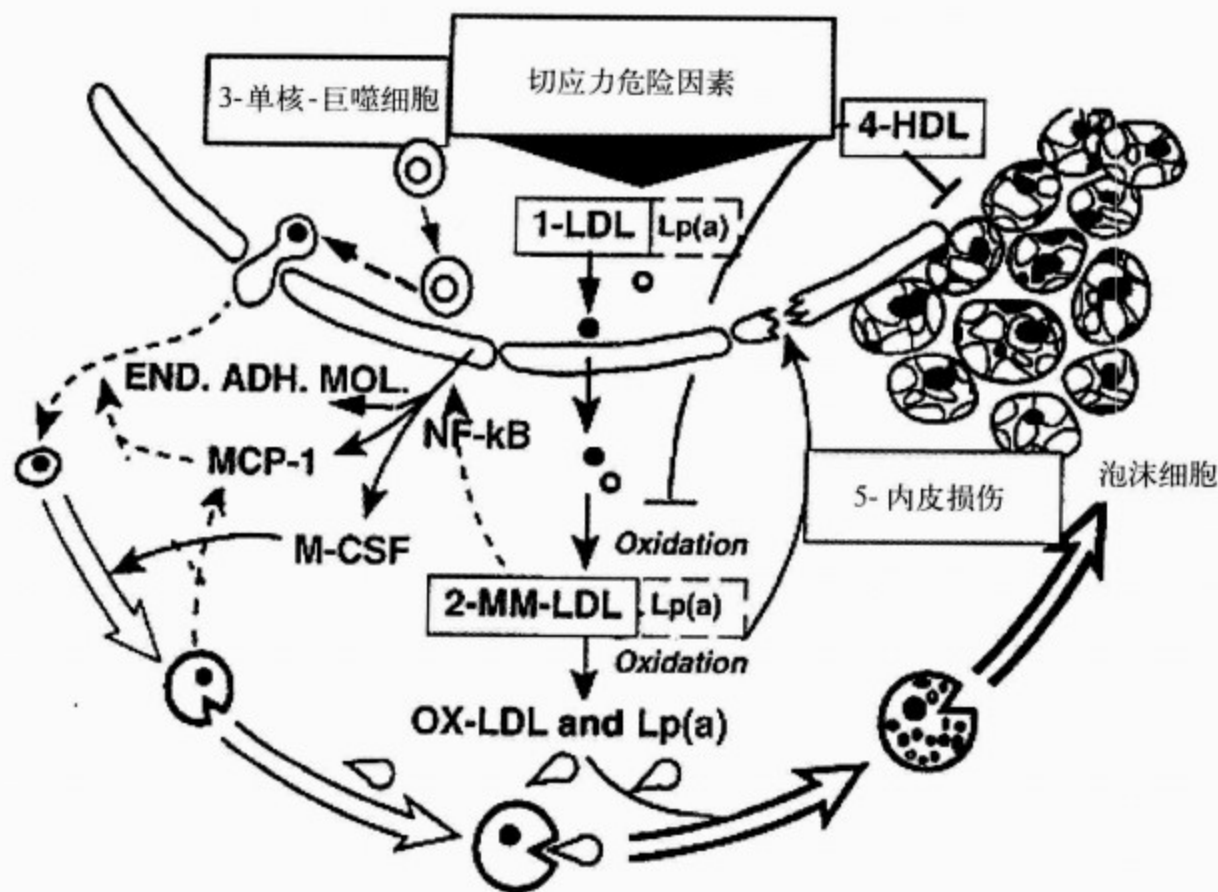 切应力危险因素
3-单核-巨噬细胞
4-HDL
1-LDL Lp(a)
END. ADH. MOL.
NF-kB
MCP-1
5-内皮损伤
泡沫细胞
M-CSF
Oxidation
2-MM-LDL Lp(a)
Oxidation
OX-LDL and Lp(a)